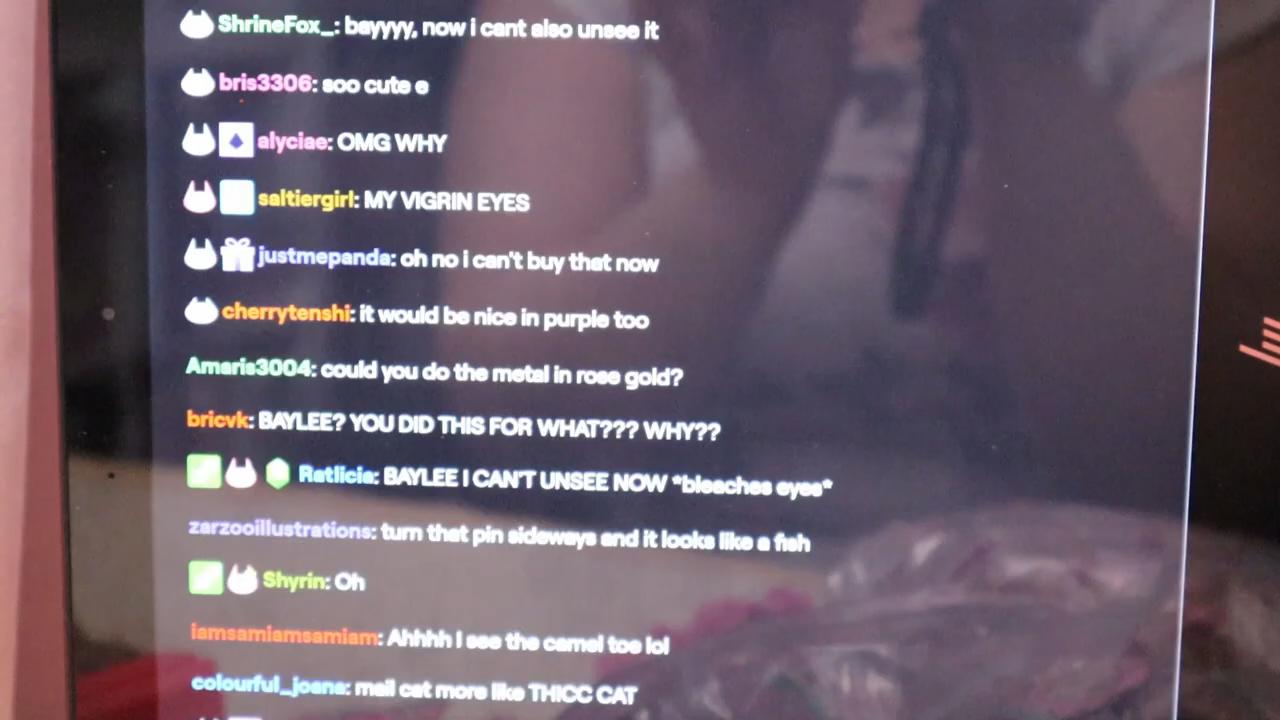 ShrineFox_: bayyyy, now i cant also unsee it
bris3306: soo cute e
alyciae: OMG WHY
saltiergirl: MY VIGRIN EYES
justmepanda: oh no i can't buy that now
cherrytenshi: it would be nice in purple too
Amaris3004: could you do the metal in rose gold?
bricvk: BAYLEE? YOU DID THIS FOR WHAT??? WHY??
Ratlicia: BAYLEE I CAN'T UNSEE NOW *bleaches eyes*
zarzooillustrations: turn that pin sideways and it looks like a fish
Shyrin: Oh
iamsamiamsamiam: Ahhhh I see the camel toe lol
colourful_joana: meil cat more like THICC CAT